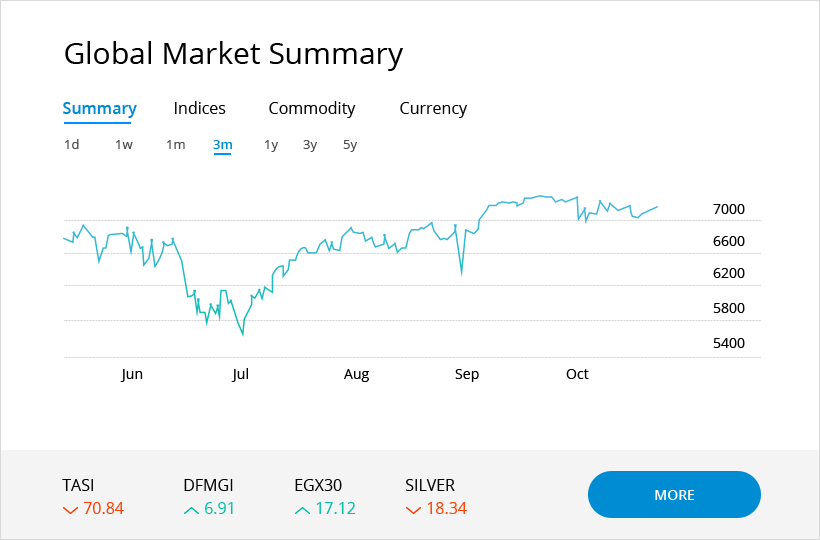 Global Market Summary
Summary Indices Commodity Currency
1d 1w 1m 3m 1y 3y 5y
7000
6600
6200
5800
5400
Jun Jul Aug Sep Oct
TASI DFMGI EGX30 SILVER
70.84 6.91 17.12 18.34
MORE